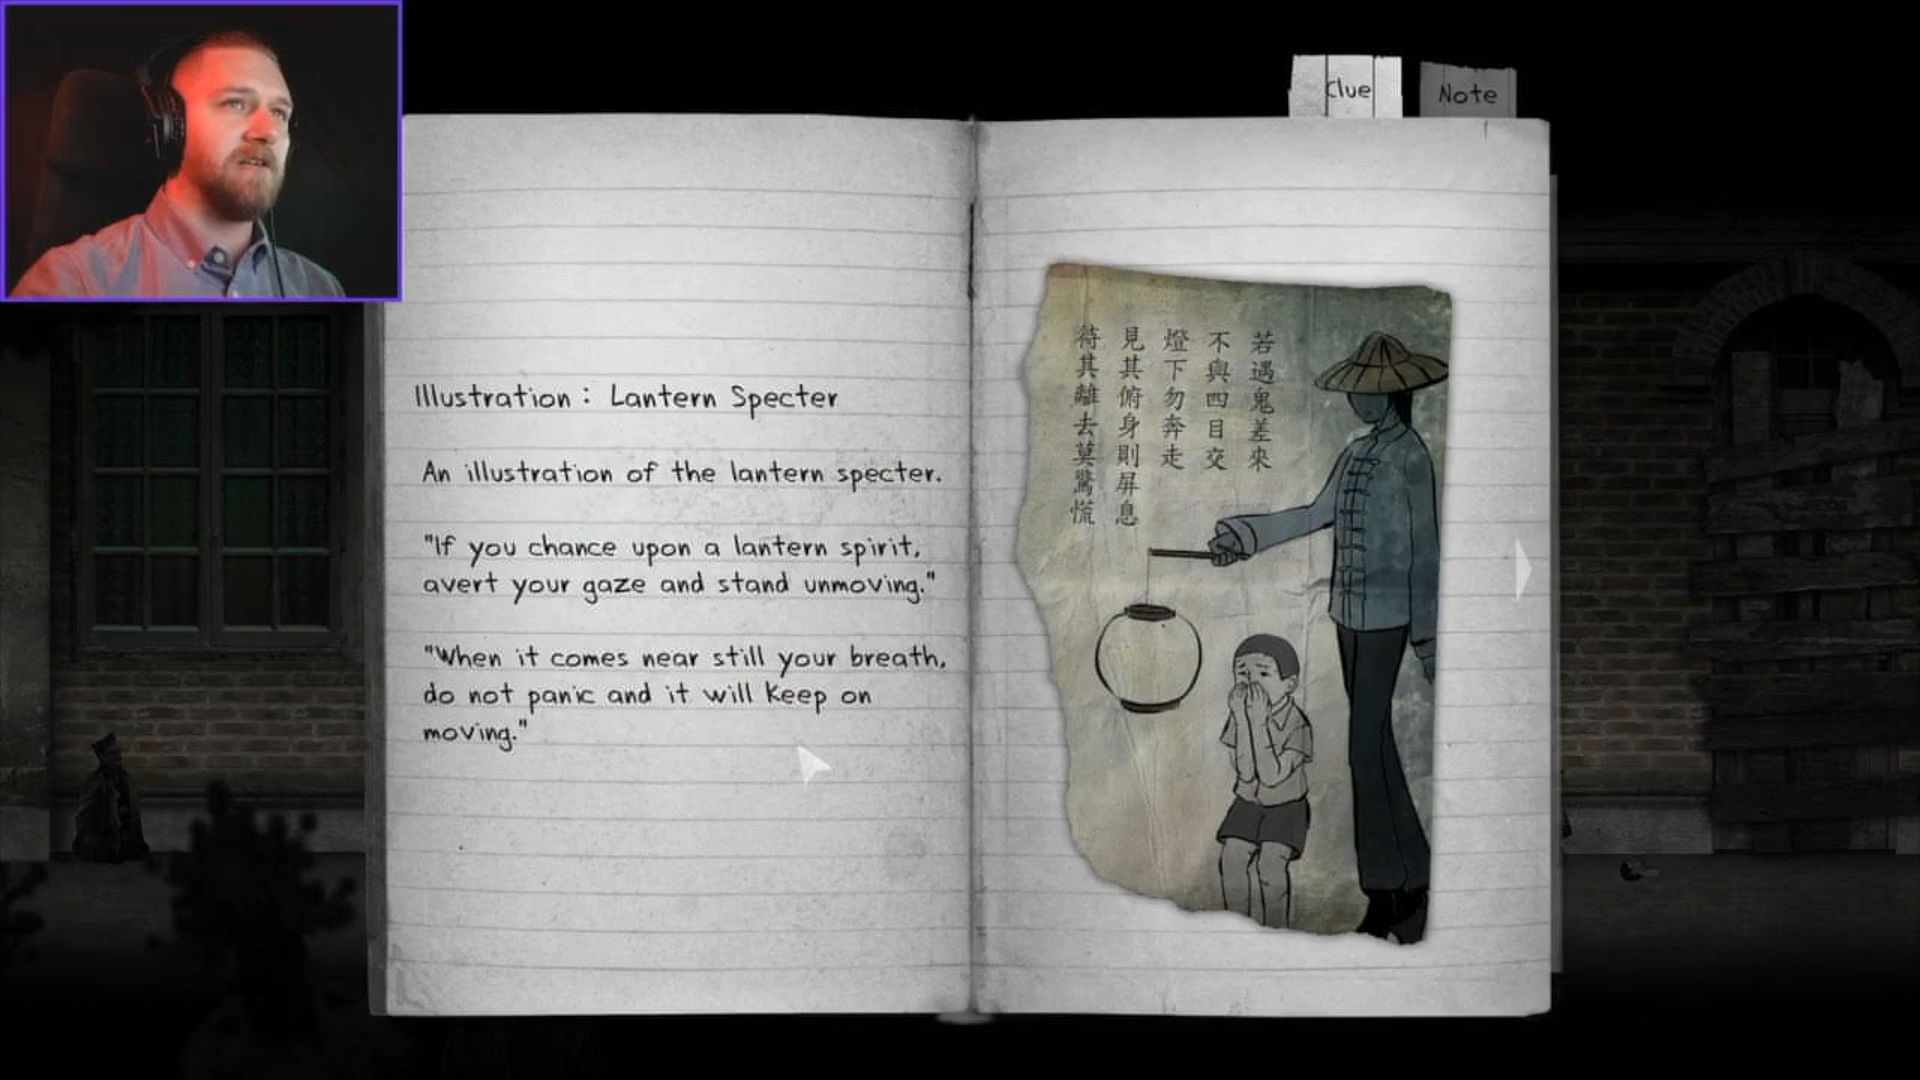 Clue
Note
Illustration : Lantern Specter
An illustration of the lantern specter.
"If you chance upon a lantern spirit,
avert your gaze and stand unmoving."
"When it comes near still your breath,
do not panic and it will keep on
moving."
若遇鬼差來
不與四目交
燈下勿奔走
見其俯身則屏息
待其離去莫驚慌